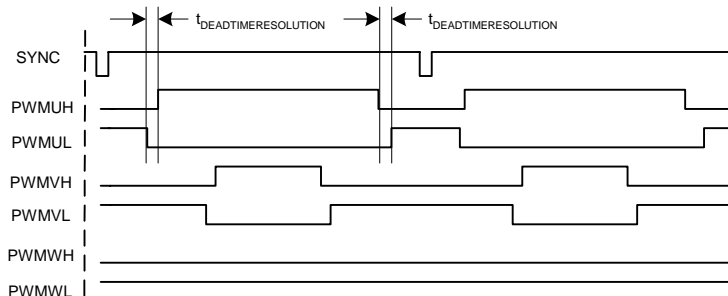 tDEADTIMERESOLUTION tDEADTIMERESOLUTION
SYNC
PWMUH
PWMUL
PWMVH
PWMVL
PWMWH
PWMWL